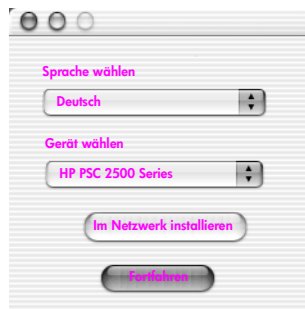 Sprache wählen
Deutsch
Gerät wählen
HP PSC 2500 Series
Im Netzwerk installieren
Fortfahren